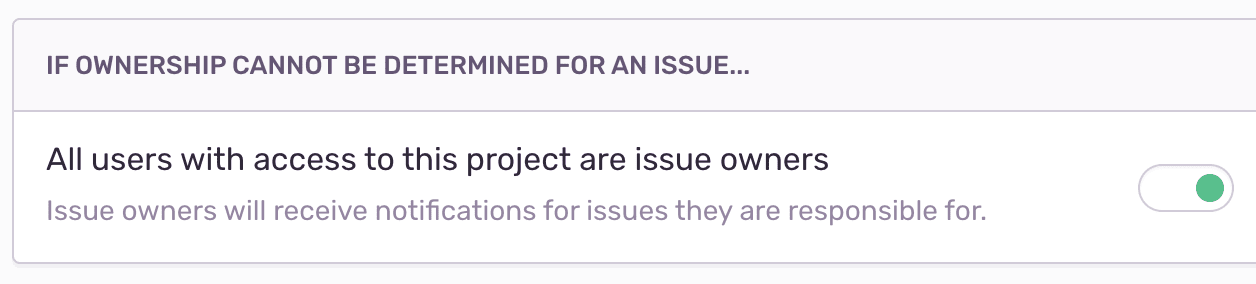 IF OWNERSHIP CANNOT BE DETERMINED FOR AN ISSUE...
All users with access to this project are issue owners
Issue owners will receive notifications for issues they are responsible for.